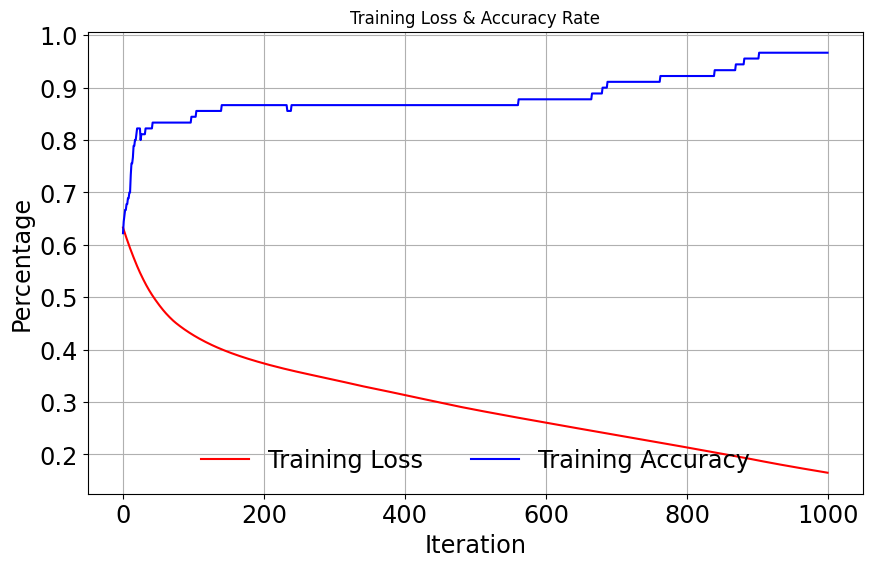 Training Loss & Accuracy Rate
1.0
0.9
0.8
0.7
0.6
0.5
0.4
0.3
0.2
Percentage
Training Loss Training Accuracy
0 200 400 600 800 1000
Iteration